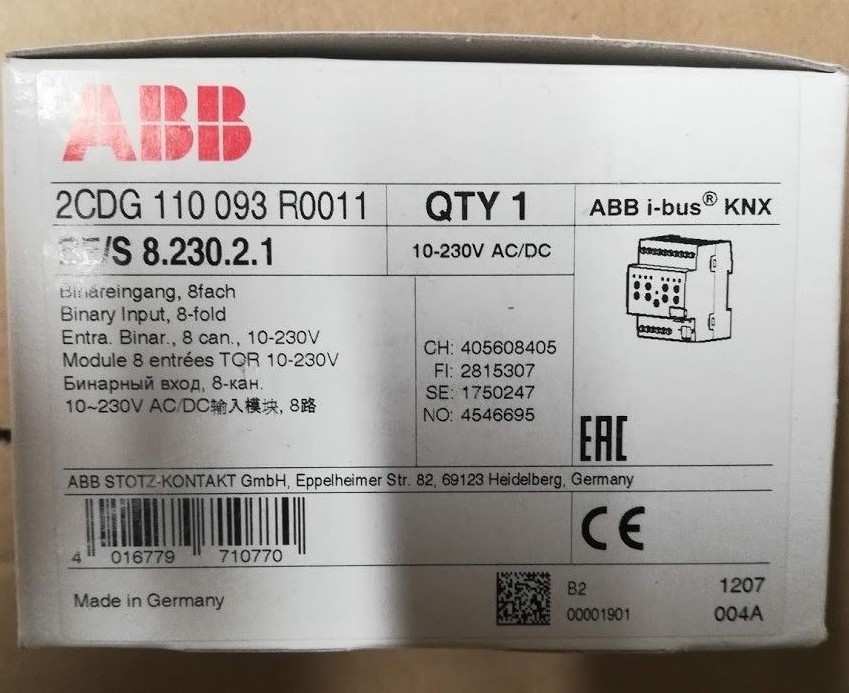 ABB
2CDG 110 093 R0011
QTY 1
ABB i-bus® KNX
/S 8.230.2.1
10-230V AC/DC
Binäreingang, 8fach
Binary Input, 8-fold
Entra. Binar., 8 can., 10-230V
Module 8 entrées TOR 10-230V
Бинарный вход, 8-кан.
10~230V AC/DC输入模块, 8路
CH: 405608405
FI: 2815307
SE: 1750247
NO: 4546695
EAC
ABB STOTZ-KONTAKT GmbH, Eppelheimer Str. 82, 69123 Heidelberg, Germany
CE
4 016779 710770
Made in Germany
B2
00001901
1207
004A